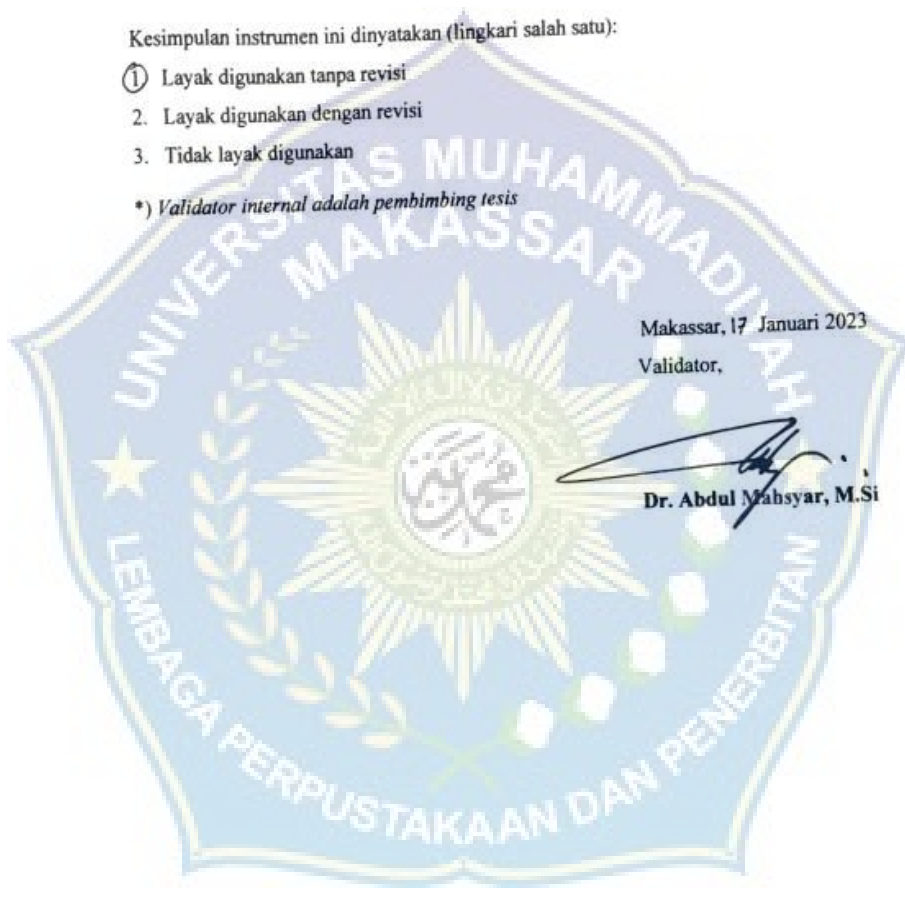 Kesimpulan instrumen ini dinyatakan (lingkari salah satu):
1 Layak digunakan tanpa revisi
2. Layak digunakan dengan revisi
3. Tidak layak digunakan
*) Validator internal adalah pembimbing tesis
UNIVERSITAS MUHAMMADIYAH
MAKASSAR
Makassar, 17 Januari 2023
Validator,
محمدية
Dr. Abdul Mahsyar, M.Si
LEMBAGA PERPUSTAKAAN DAN PENERBITAN